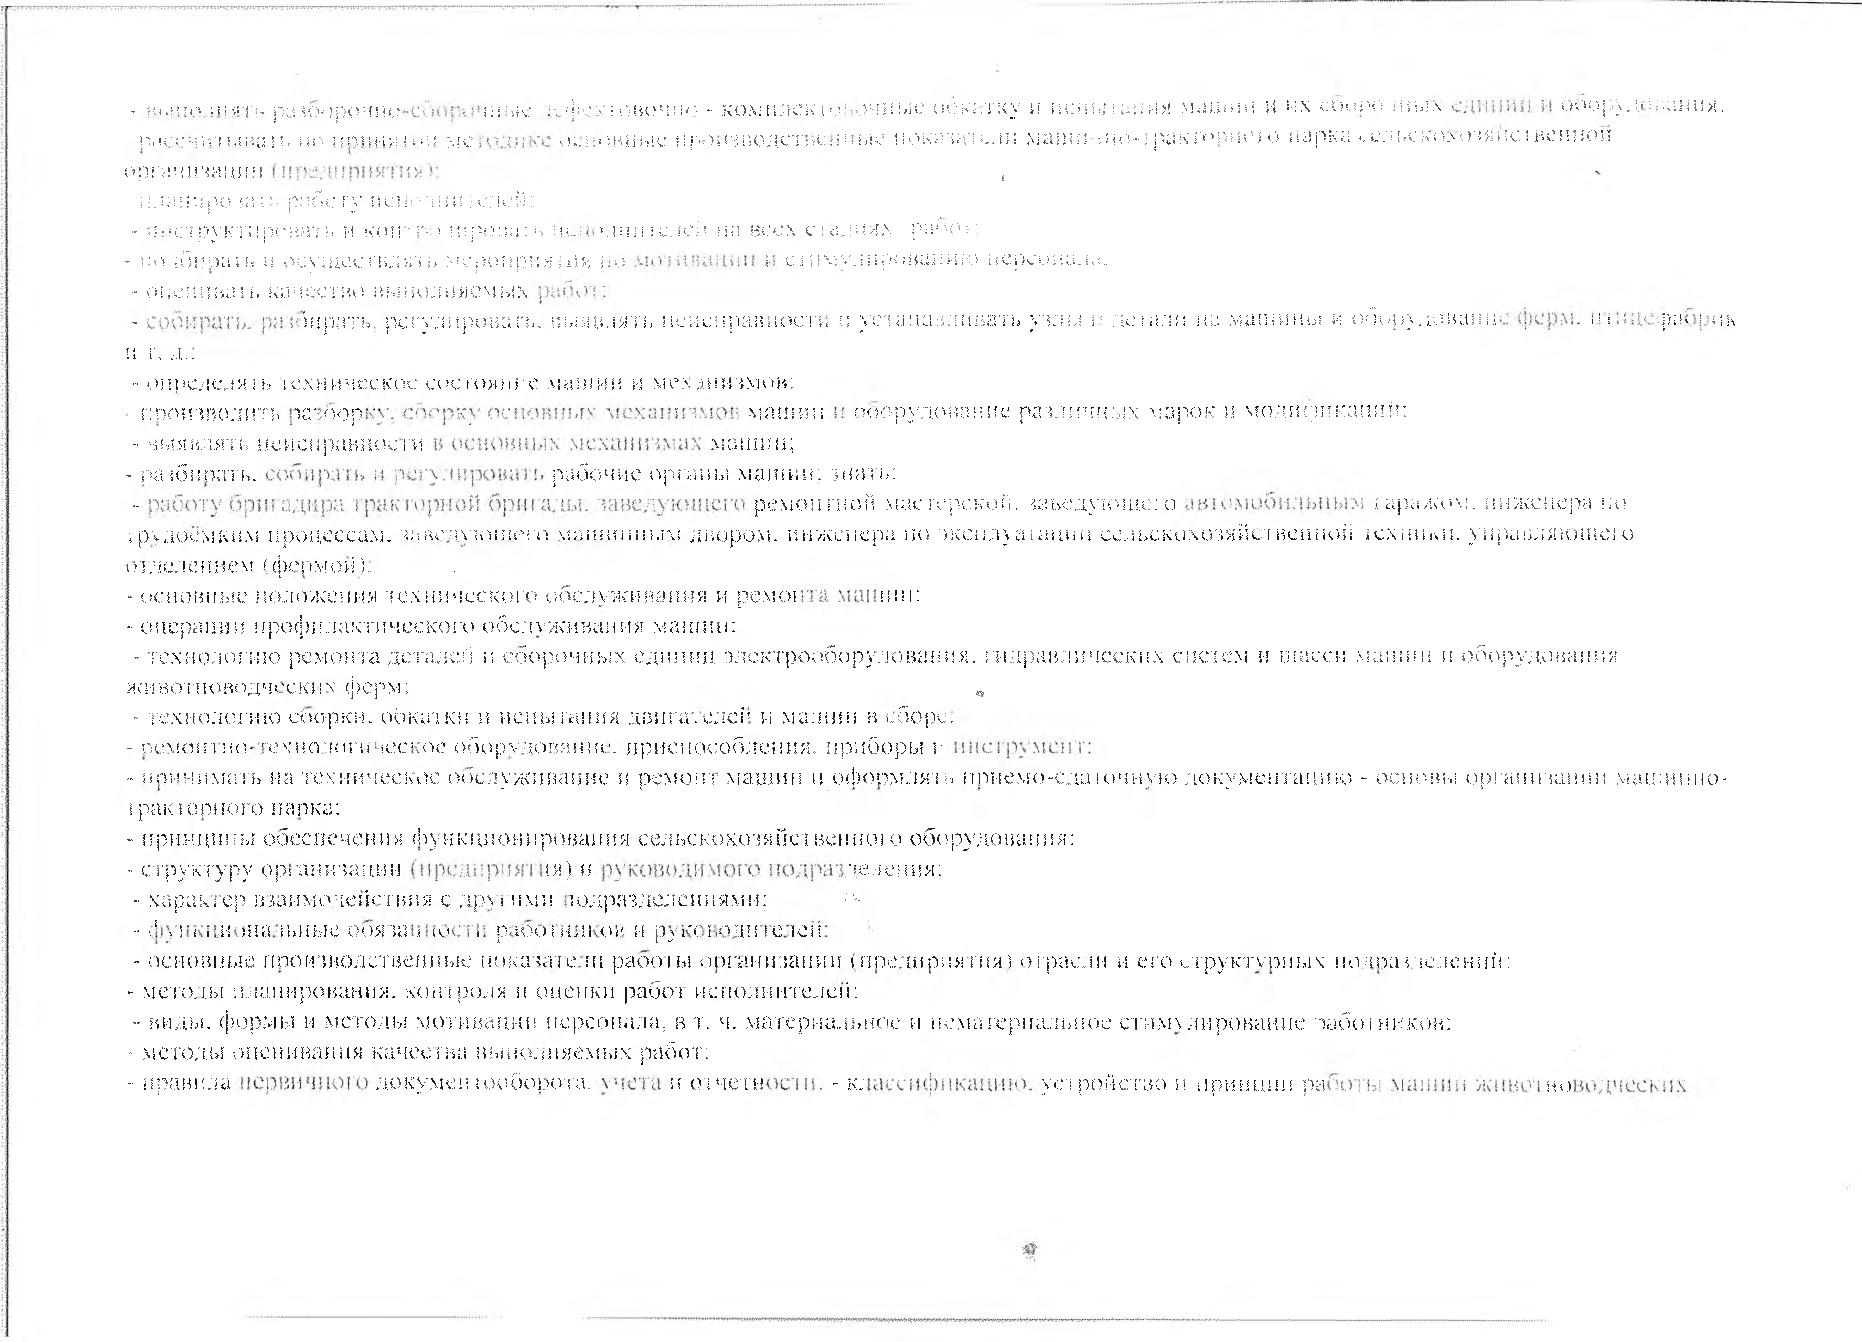 - выполнять разборочно-сборочные дефектовочно - комплектовочные обкатку и испытания машин и их сборочных единиц и оборудования.
рассчитывать по принятой методике основные производственные показатели машинно-тракторного парка сельскохозяйственной
организации (предприятия);
планировать работу исполнителей;
- инструктировать и контролировать исполнителей на всех стадиях работ;
- подбирать и осуществлять мероприятия по мотивации и стимулированию персонала.
- оценивать качество выполняемых работ;
- собирать, разбирать, регулировать, выявлять неисправности и устанавливать узлы и детали на машины и оборудование ферм, птицефабрик
и т. д.;
- определять техническое состояние машин и механизмов;
- производить разборку, сборку основных механизмов машин и оборудование различных марок и модификаций;
- выявлять неисправности в основных механизмах машин;
- разбирать, собирать и регулировать рабочие органы машин; знать:
- работу бригадира тракторной бригады, заведующего ремонтной мастерской, заведующего автомобильным гаражом, инженера по
трудоёмким процессам, заведующего машинным двором, инженера по эксплуатации сельскохозяйственной техники, управляющего
отделением (фермой);
- основные положения технического обслуживания и ремонта машин;
- операции профилактического обслуживания машин;
- технологию ремонта деталей и сборочных единиц электрооборудования, гидравлических систем и шасси машин и оборудования
животноводческих ферм;
- технологию сборки, обкатки и испытания двигателей и машин в сборе;
- ремонтно-технологическое оборудование, приспособления, приборы и инструмент;
- принимать на техническое обслуживание и ремонт машин и оформлять приемо-сдаточную документацию - основы организации машинно-
тракторного парка;
- принципы обеспечения функционирования сельскохозяйственного оборудования;
- структуру организации (предприятия) и руководимого подразделения;
- характер взаимодействия с другими подразделениями;
- функциональные обязанности работников и руководителей;
- основные производственные показатели работы организации (предприятия) отрасли и его структурных подразделений;
- методы планирования, контроля и оценки работ исполнителей;
- виды, формы и методы мотивации персонала, в т. ч. материальное и нематериальное стимулирование работников;
- методы оценивания качества выполняемых работ;
- правила первичного документооборота, учета и отчетности, - классификацию, устройство и принцип работы машин животноводческих